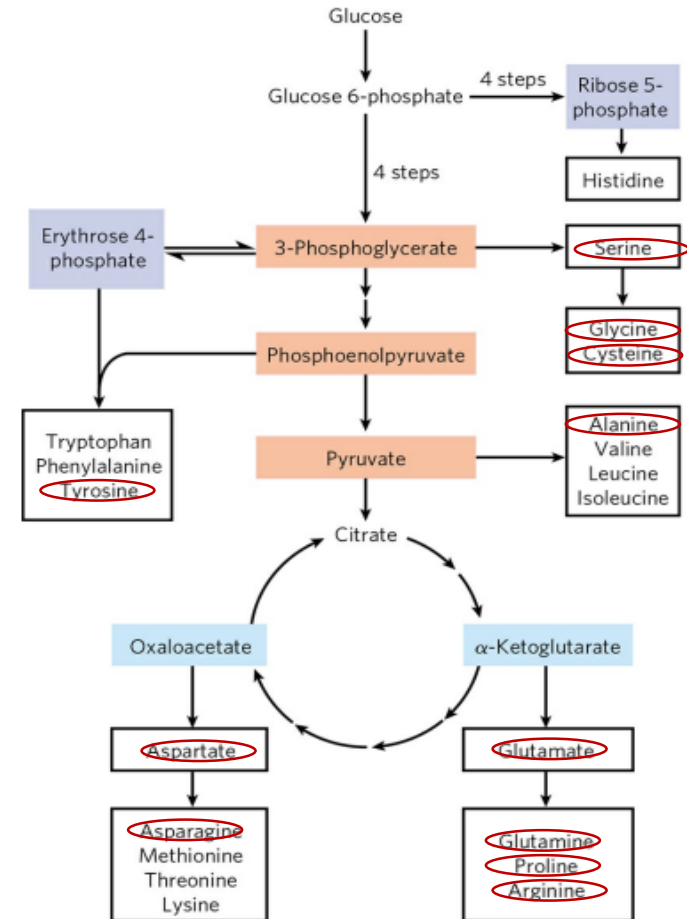 Glucose
Glucose 6-phosphate
4 steps
Ribose 5-
phosphate
Histidine
4 steps
Erythrose 4-
phosphate
3-Phosphoglycerate
Serine
Glycine
Cysteine
Phosphoenolpyruvate
Tryptophan
Phenylalanine
Tyrosine
Pyruvate
Alanine
Valine
Leucine
Isoleucine
Citrate
Oxaloacetate
α-Ketoglutarate
Aspartate
Glutamate
Asparagine
Methionine
Threonine
Lysine
Glutamine
Proline
Arginine